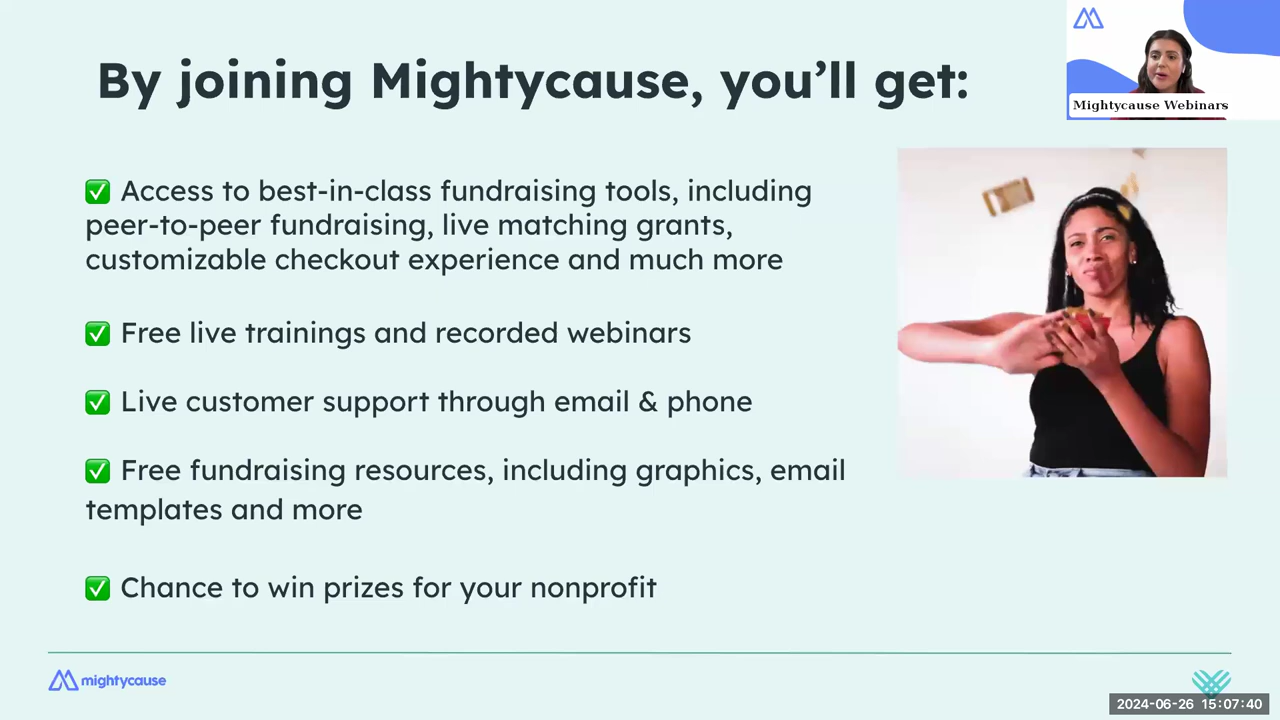 By joining Mightycause, you’ll get:
Mightycause Webinars
✅ Access to best-in-class fundraising tools, including
peer-to-peer fundraising, live matching grants,
customizable checkout experience and much more
✅ Free live trainings and recorded webinars
✅ Live customer support through email & phone
✅ Free fundraising resources, including graphics, email
templates and more
✅ Chance to win prizes for your nonprofit
mightycause
2024-06-26 15:07:40